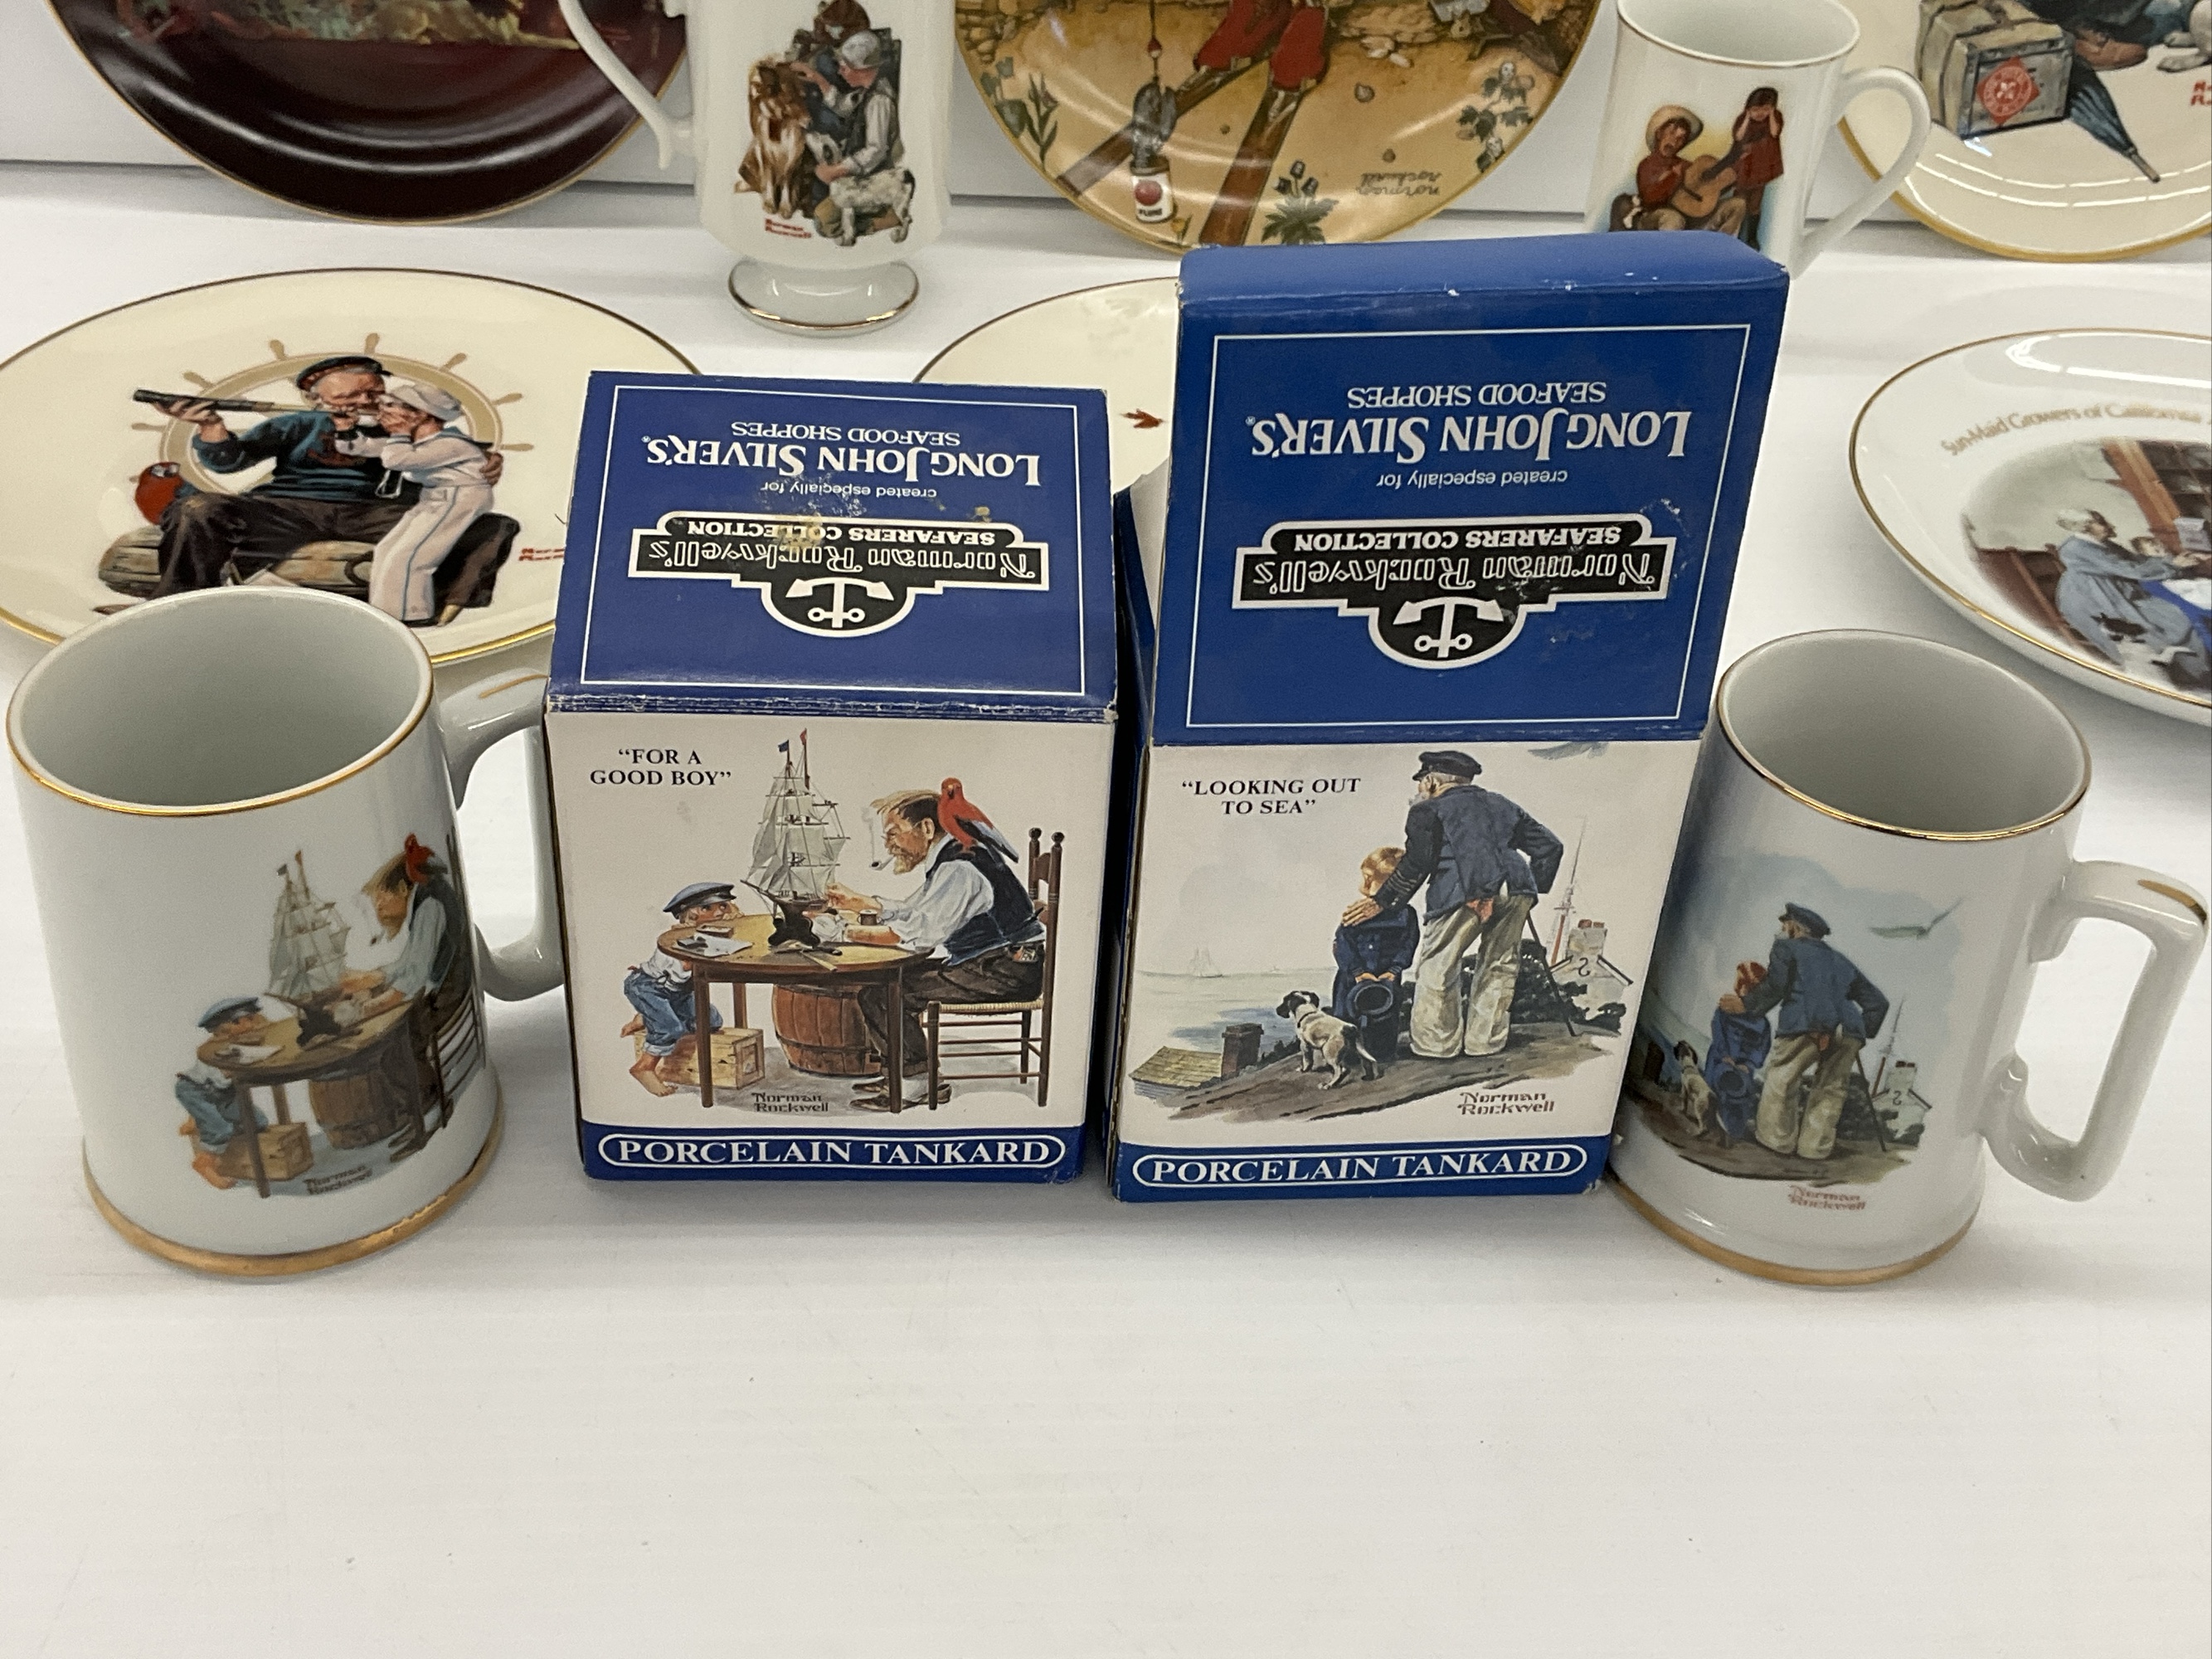 Norman
Rockwell
norman
rockwell
Sun-Maid Growers of California
LONG JOHN SILVER'S®
SEAFOOD SHOPPES
created especially for
Norman Rockwell's
SEAFARERS COLLECTION
LONG JOHN SILVER'S®
SEAFOOD SHOPPES
created especially for
Norman Rockwell's
SEAFARERS COLLECTION
"FOR A
GOOD BOY"
Norman
Rockwell
PORCELAIN TANKARD
"LOOKING OUT
TO SEA"
Norman
Rockwell
PORCELAIN TANKARD
Norman
Rockwell
Norman
Rockwell